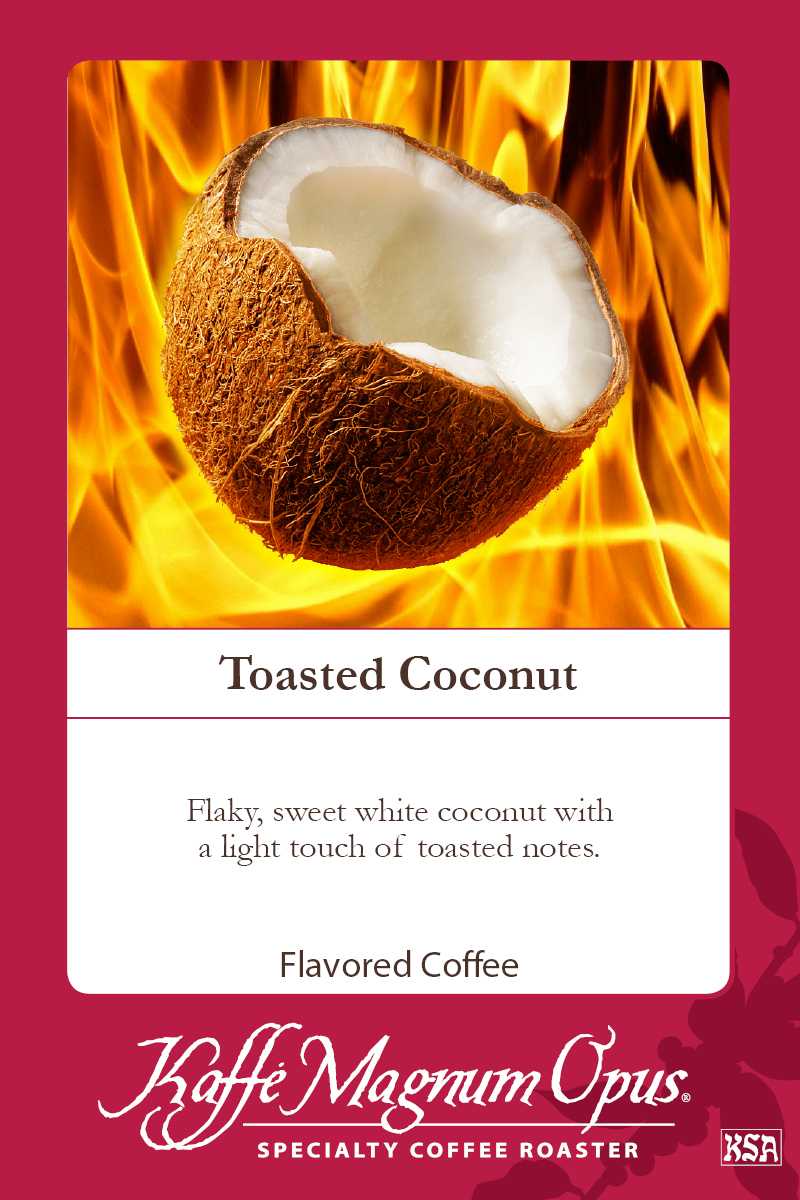 Toasted Coconut
Flaky, sweet white coconut with
a light touch of toasted notes.
Flavored Coffee
Kaffé Magnum Opus®
SPECIALTY COFFEE ROASTER
KSA